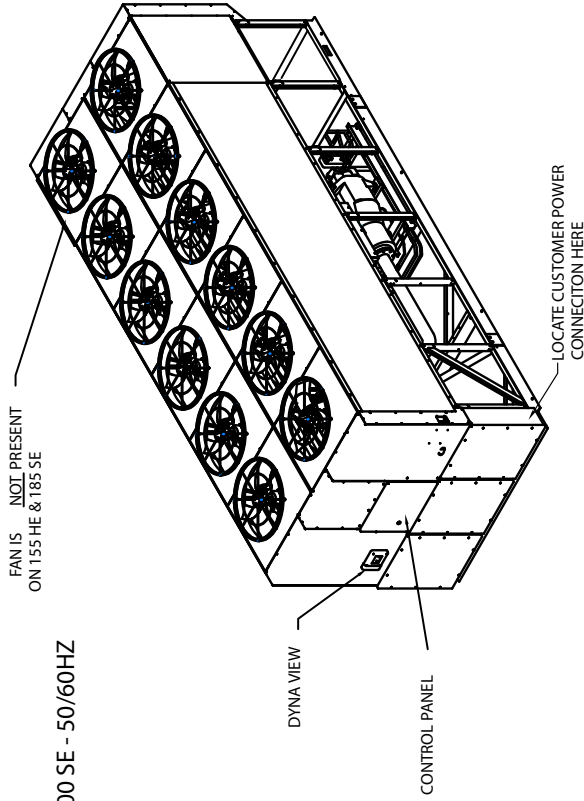 FAN IS NOT PRESENT
ON 155 HE & 185 SE
00 SE - 50/60HZ
DYNA VIEW
CONTROL PANEL
LOCATE CUSTOMER POWER
CONNECITON HERE